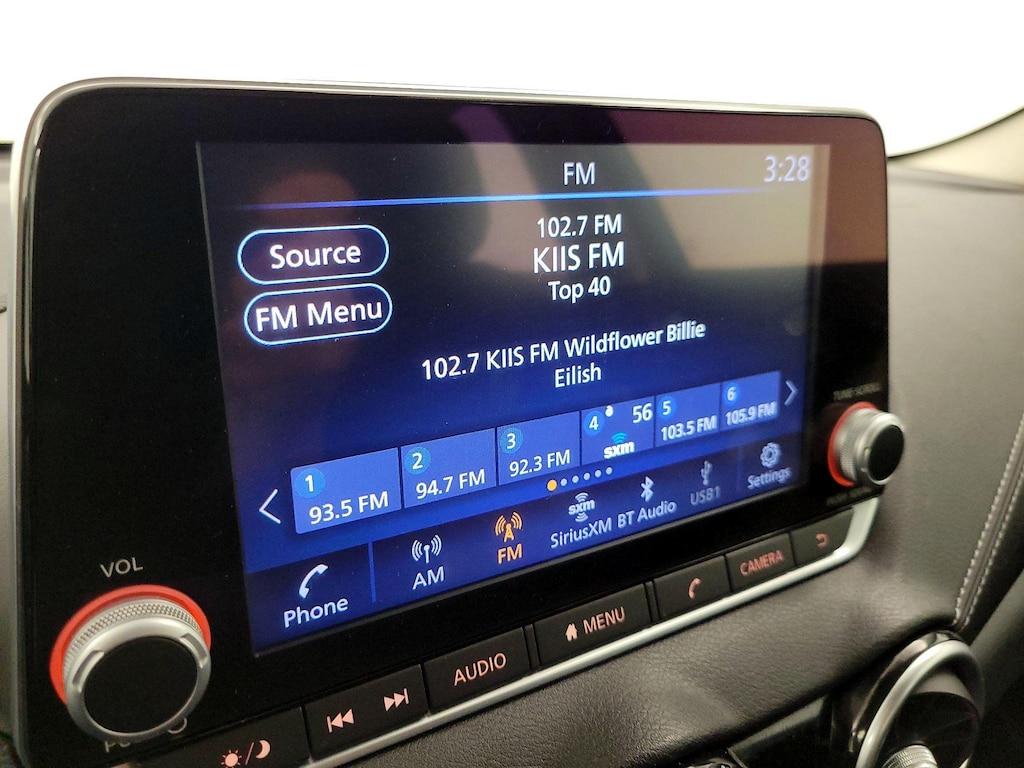 FM
3:28
102.7 FM
KIIS FM
Top 40
Source
FM Menu
102.7 KIIS FM Wildflower Billie
Eilish
1
93.5 FM
2
94.7 FM
3
92.3 FM
4
56
sxm
5
103.5 FM
6
105.9 FM
Phone
AM
FM
sxm
SiriusXM
BT Audio
USB1
Settings
VOL
TUNE·SCROLL
AUDIO
MENU
CAMERA